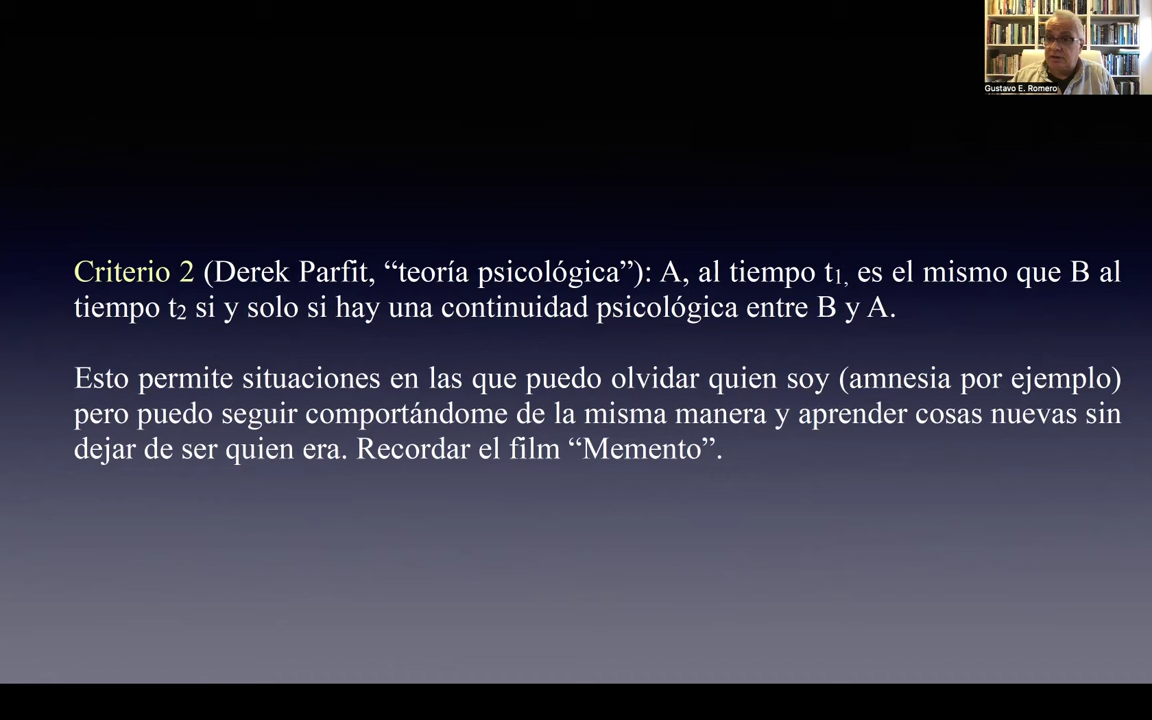 Gustavo E. Romero
Criterio 2 (Derek Parfit, “teoría psicológica”): A, al tiempo t₁, es el mismo que B al
tiempo t₂ si y solo si hay una continuidad psicológica entre B y A.
Esto permite situaciones en las que puedo olvidar quien soy (amnesia por ejemplo)
pero puedo seguir comportándome de la misma manera y aprender cosas nuevas sin
dejar de ser quien era. Recordar el film “Memento”.